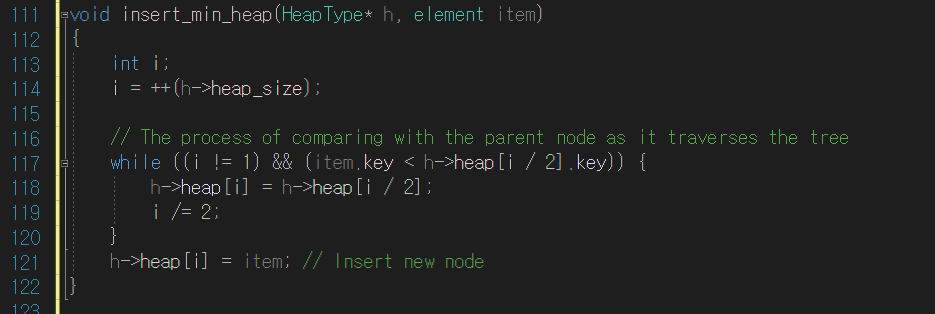 111 void insert_min_heap(HeapType* h, element item)
112 {
113 int i;
114 i = ++(h->heap_size);
115
116 // The process of comparing with the parent node as it traverses the tree
117 while ((i != 1) && (item.key < h->heap[i / 2].key)) {
118 h->heap[i] = h->heap[i / 2];
119 i /= 2;
120 }
121 h->heap[i] = item; // Insert new node
122 }
123